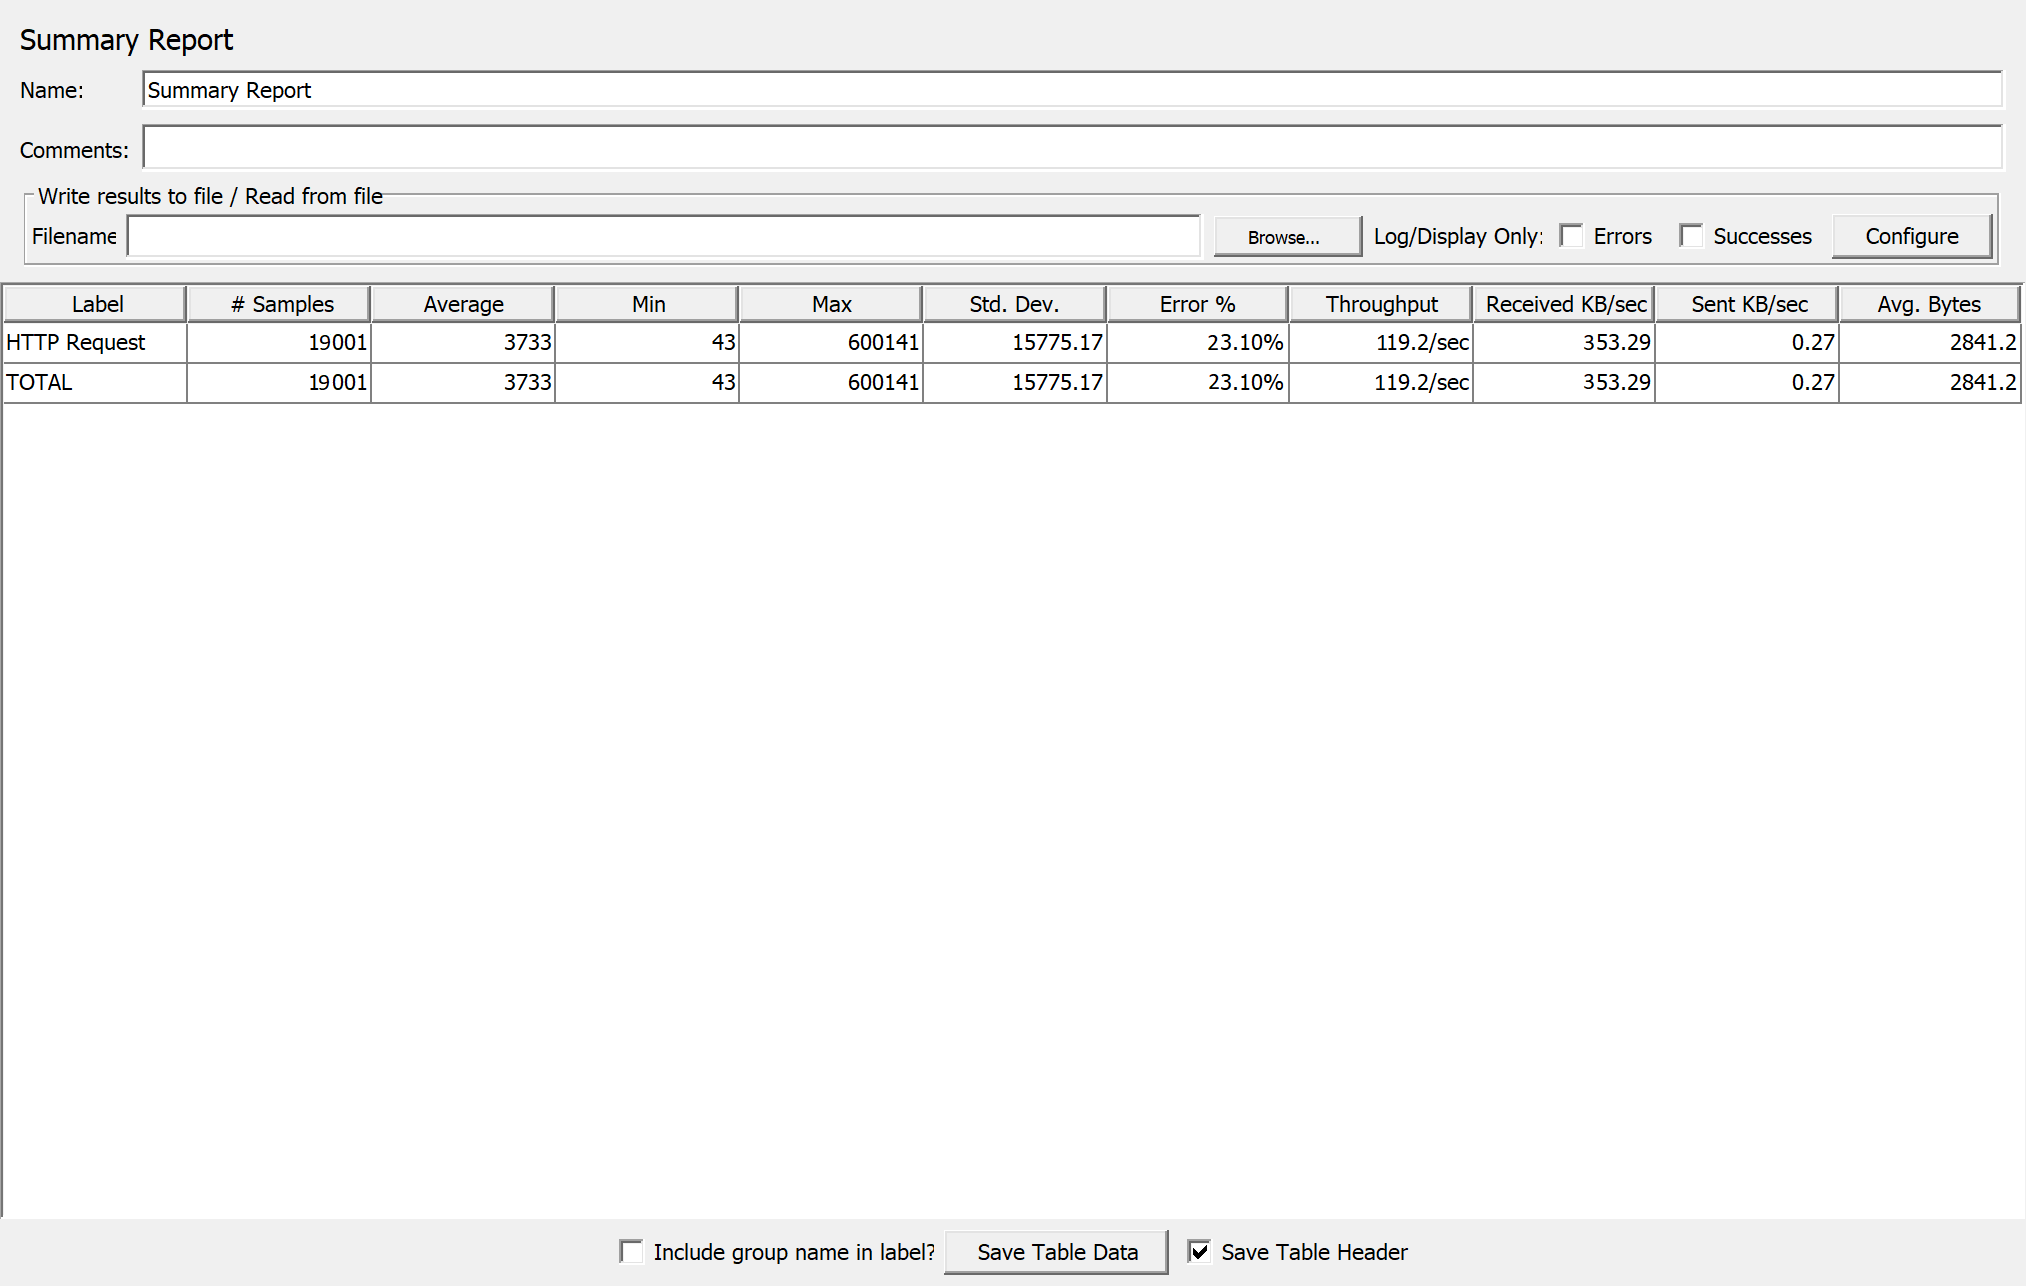 Summary Report
Name: Summary Report
Comments:
Write results to file / Read from file
Filename Browse... Log/Display Only: Errors Successes Configure
Label # Samples Average Min Max Std. Dev. Error % Throughput Received KB/sec Sent KB/sec Avg. Bytes
HTTP Request 19001 3733 43 600141 15775.17 23.10% 119.2/sec 353.29 0.27 2841.2
TOTAL 19001 3733 43 600141 15775.17 23.10% 119.2/sec 353.29 0.27 2841.2
Include group name in label? Save Table Data Save Table Header